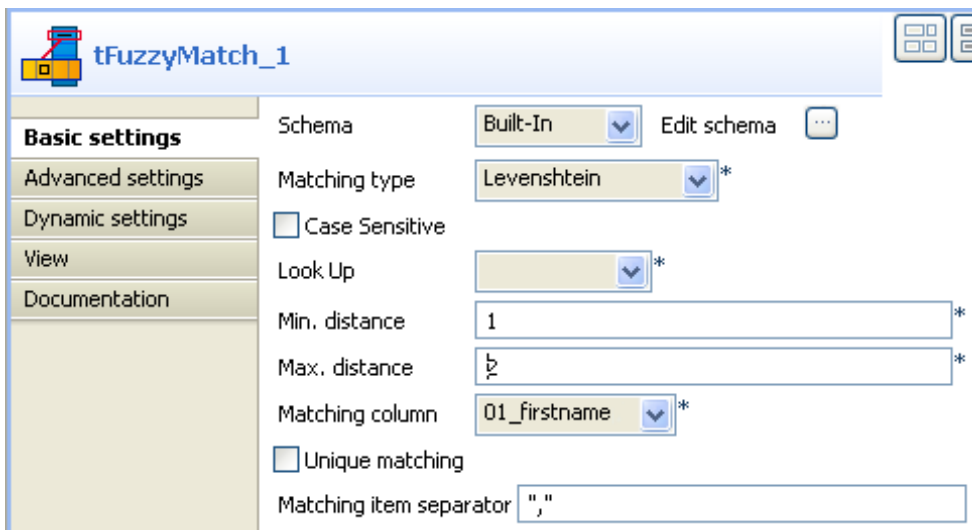 tFuzzyMatch_1
Basic settings
Advanced settings
Dynamic settings
View
Documentation
Schema Built-In Edit schema ...
Matching type Levenshtein *
Case Sensitive
Look Up *
Min. distance 1 *
Max. distance *
Matching column 01_firstname *
Unique matching
Matching item separator ","